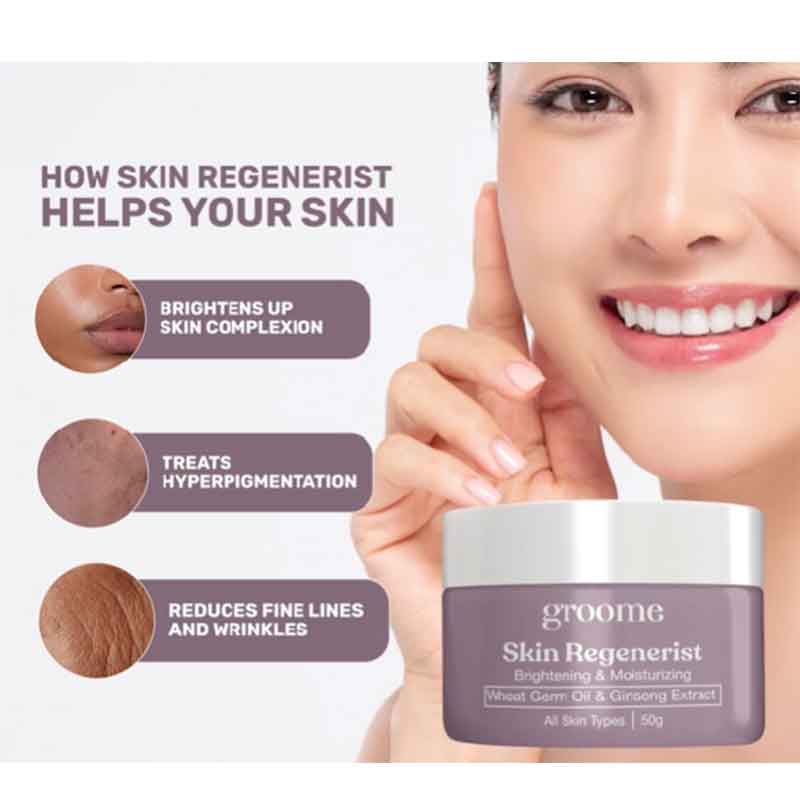 HOW SKIN REGENERIST
HELPS YOUR SKIN
BRIGHTENS UP
SKIN COMPLEXION
TREATS
HYPERPIGMENTATION
REDUCES FINE LINES
AND WRINKLES
groome
Skin Regenerist
Brightening & Moisturizing
Wheat Germ Oil & Ginsong Extract
All Skin Types | 50g